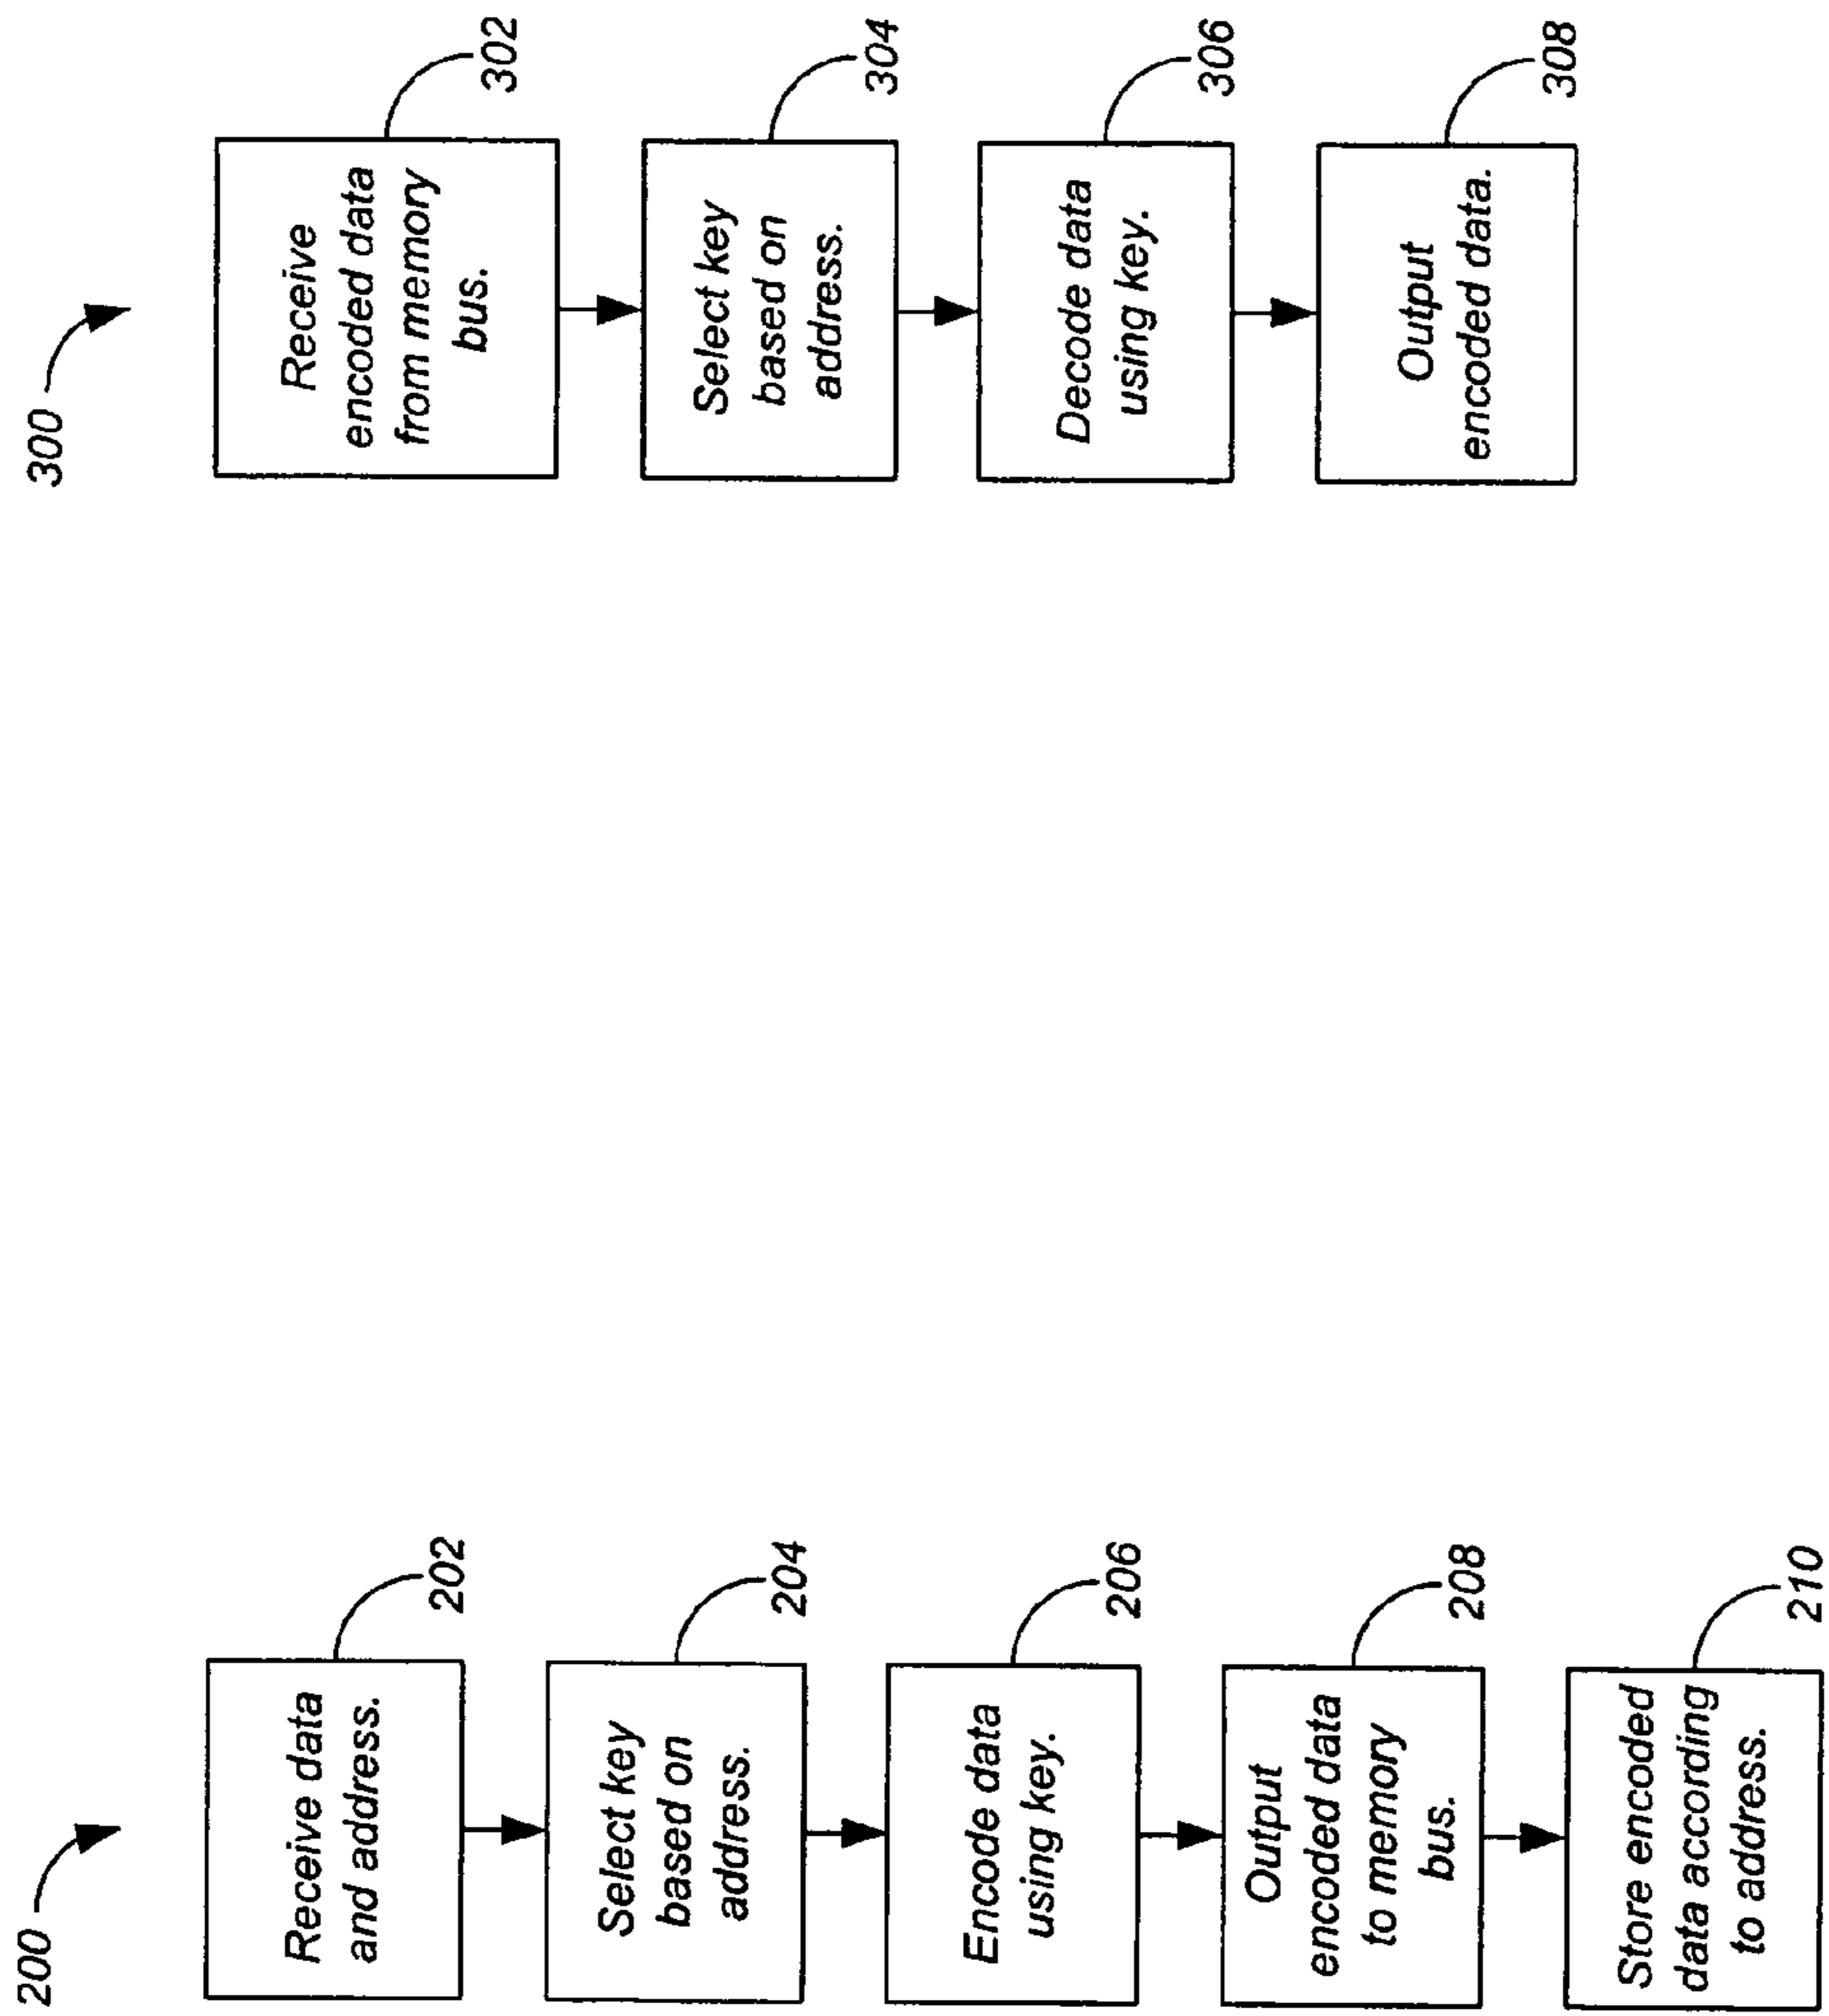 200
Receive data
and address.
202
Select key
based on
address.
204
Encode data
using key.
206
Output
encoded data
to memory
bus.
208
Store encoded
data according
to address.
210
300
Receive
encoded data
from memory
bus.
302
Select key
based on
address.
304
Decode data
using key.
306
Output
encoded data.
308